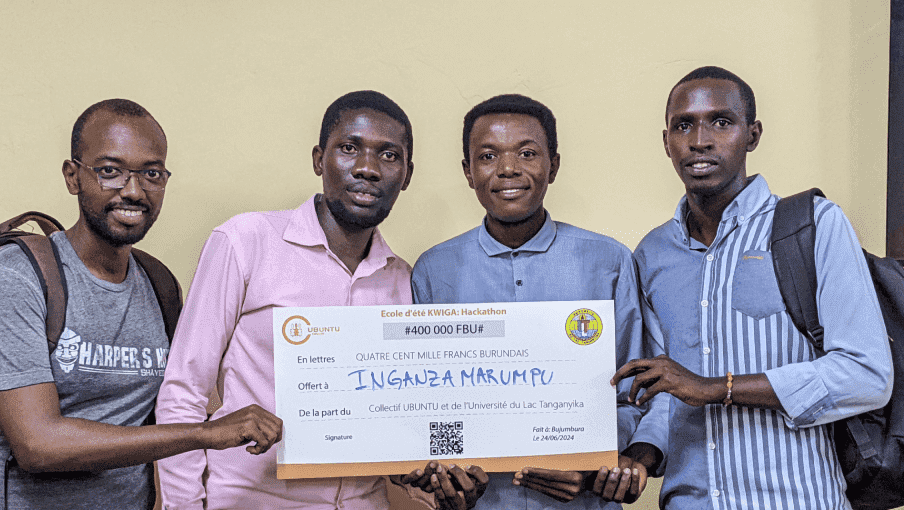 HARPER S
SHAVE
UBUNTU
Ecole d'été KWIGA: Hackathon
#400 000 FBU#
En lettres QUATRE CENT MILLE FRANCS BURUNDAIS
Offert à INGANZA MARUMPU
De la part du Collectif UBUNTU et de l'Université du Lac Tanganyika
Signature
Fait à: Bujumbura
Le 24/06/2024